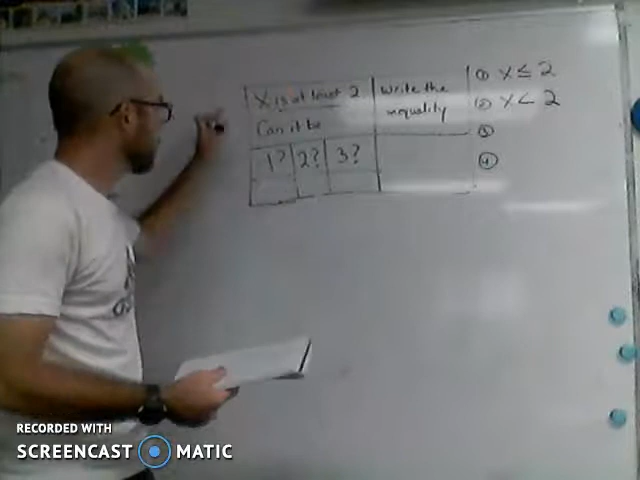 X is at least 2
Can it be
1? 2? 3?
Write the
inequality
① x ≤ 2
② x < 2
③
④
RECORDED WITH
SCREENCAST MATIC